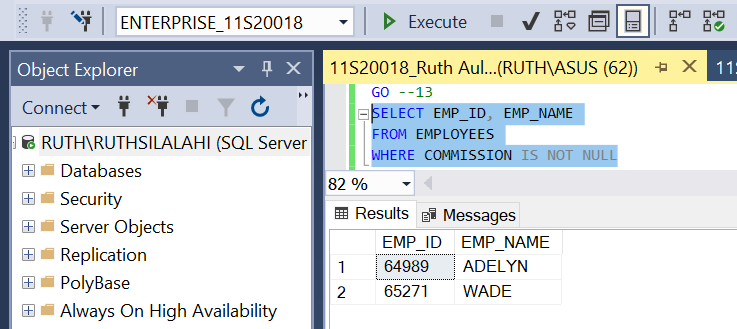 ENTERPRISE_11S20018
Execute
Object Explorer
Connect
RUTH\RUTHSILALAHI (SQL Server
Databases
Security
Server Objects
Replication
PolyBase
Always On High Availability
11S20018_Ruth Aul...(RUTH\ASUS (62))
11S
GO --13
SELECT EMP_ID, EMP_NAME
FROM EMPLOYEES
WHERE COMMISSION IS NOT NULL
82 %
Results Messages
EMP_ID EMP_NAME
1 64989 ADELYN
2 65271 WADE